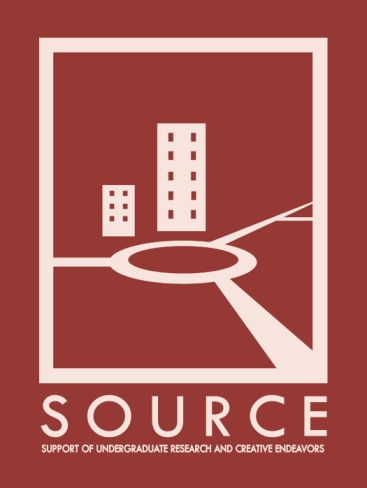 SOURCE
SUPPORT OF UNDERGRADUATE RESEARCH AND CREATIVE ENDEAVORS